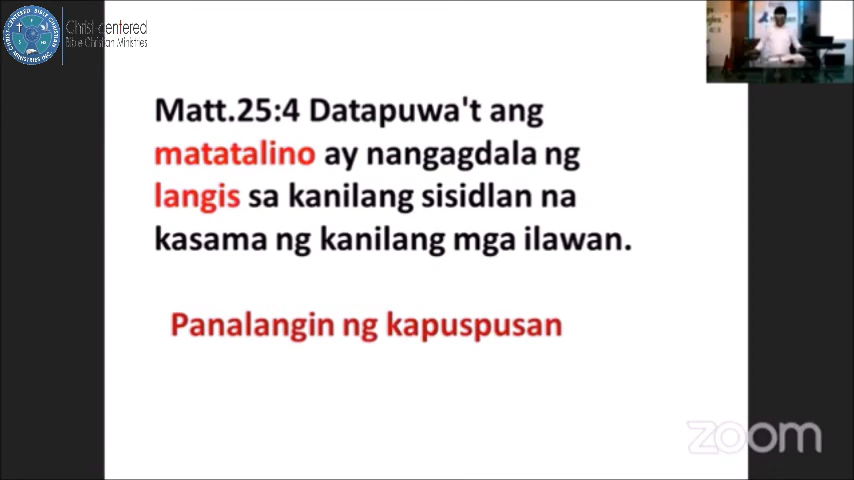 Christ-centered
Bible Christian Ministries
Matt.25:4 Datapuwa't ang
matatalino ay nangagdala ng
langis sa kanilang sisidlan na
kasama ng kanilang mga ilawan.
Panalangin ng kapuspusan
zoom